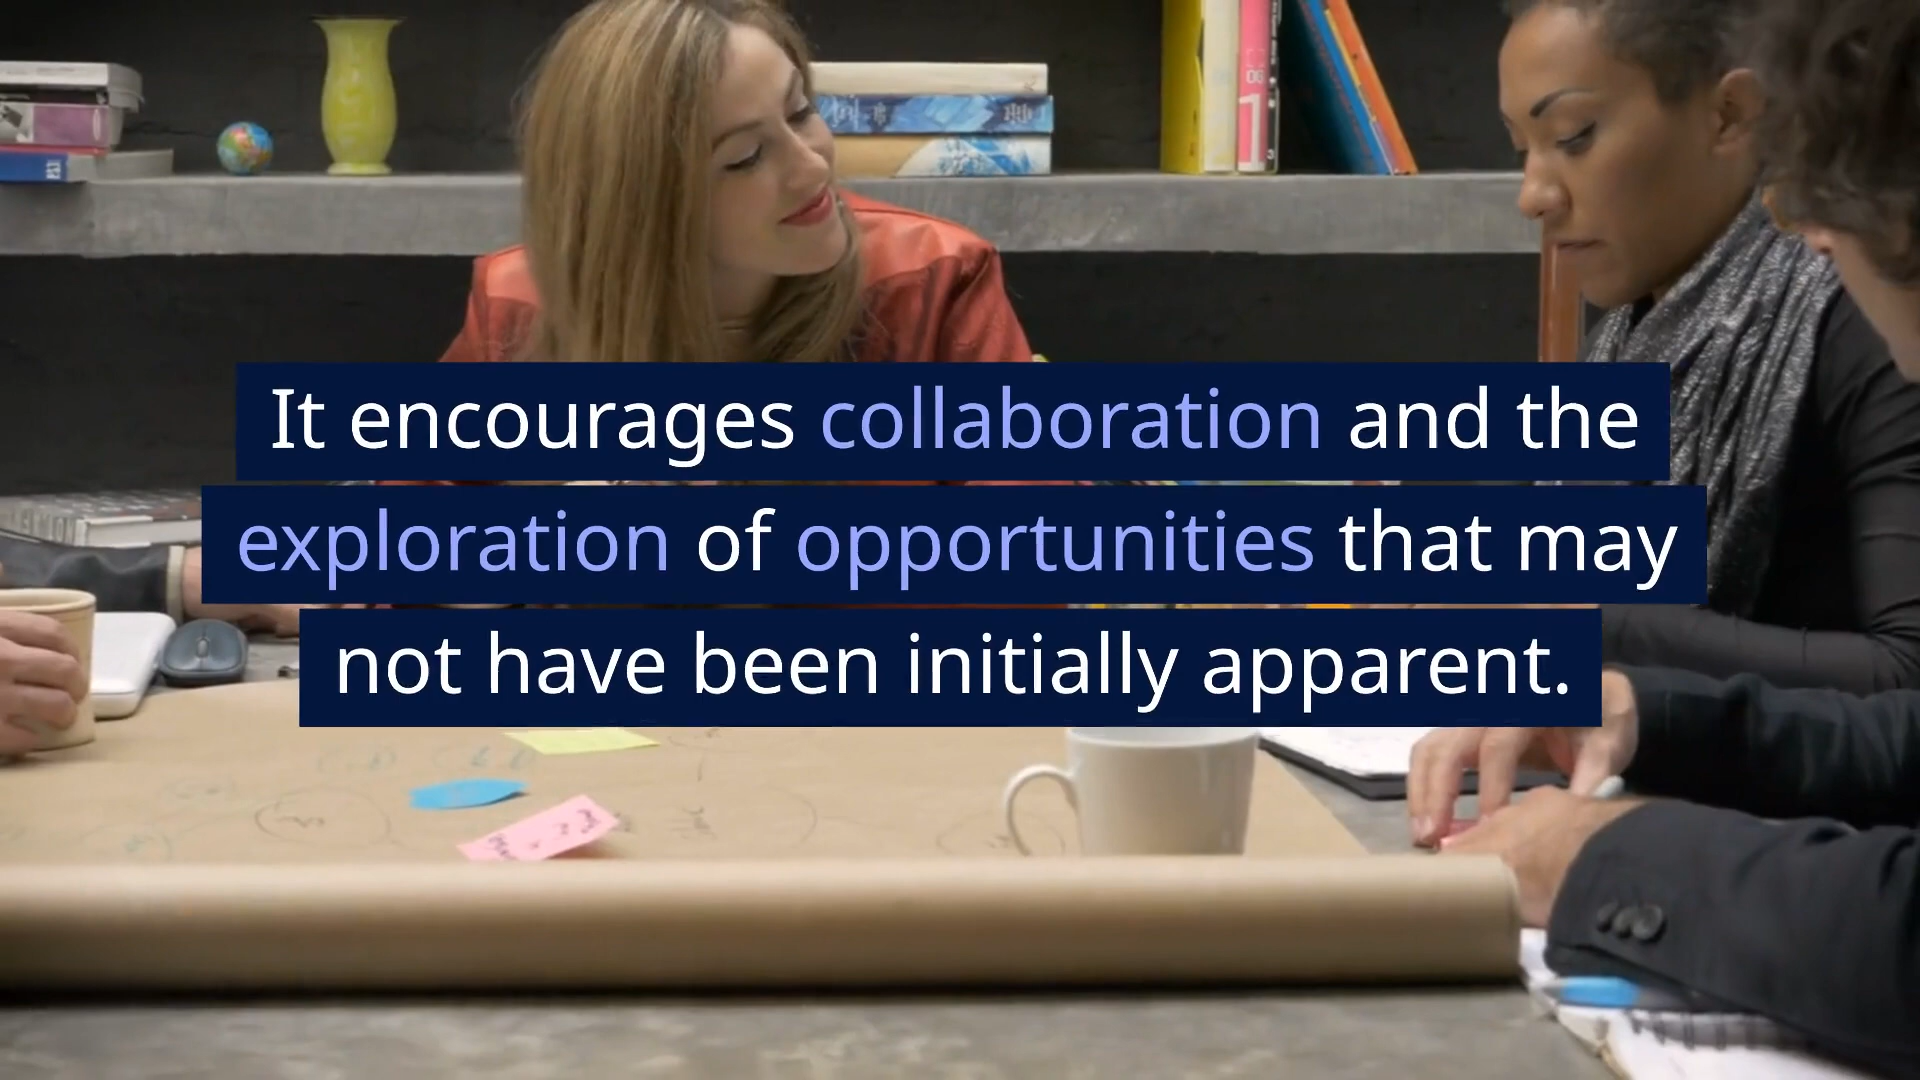 It encourages collaboration and the
exploration of opportunities that may
not have been initially apparent.